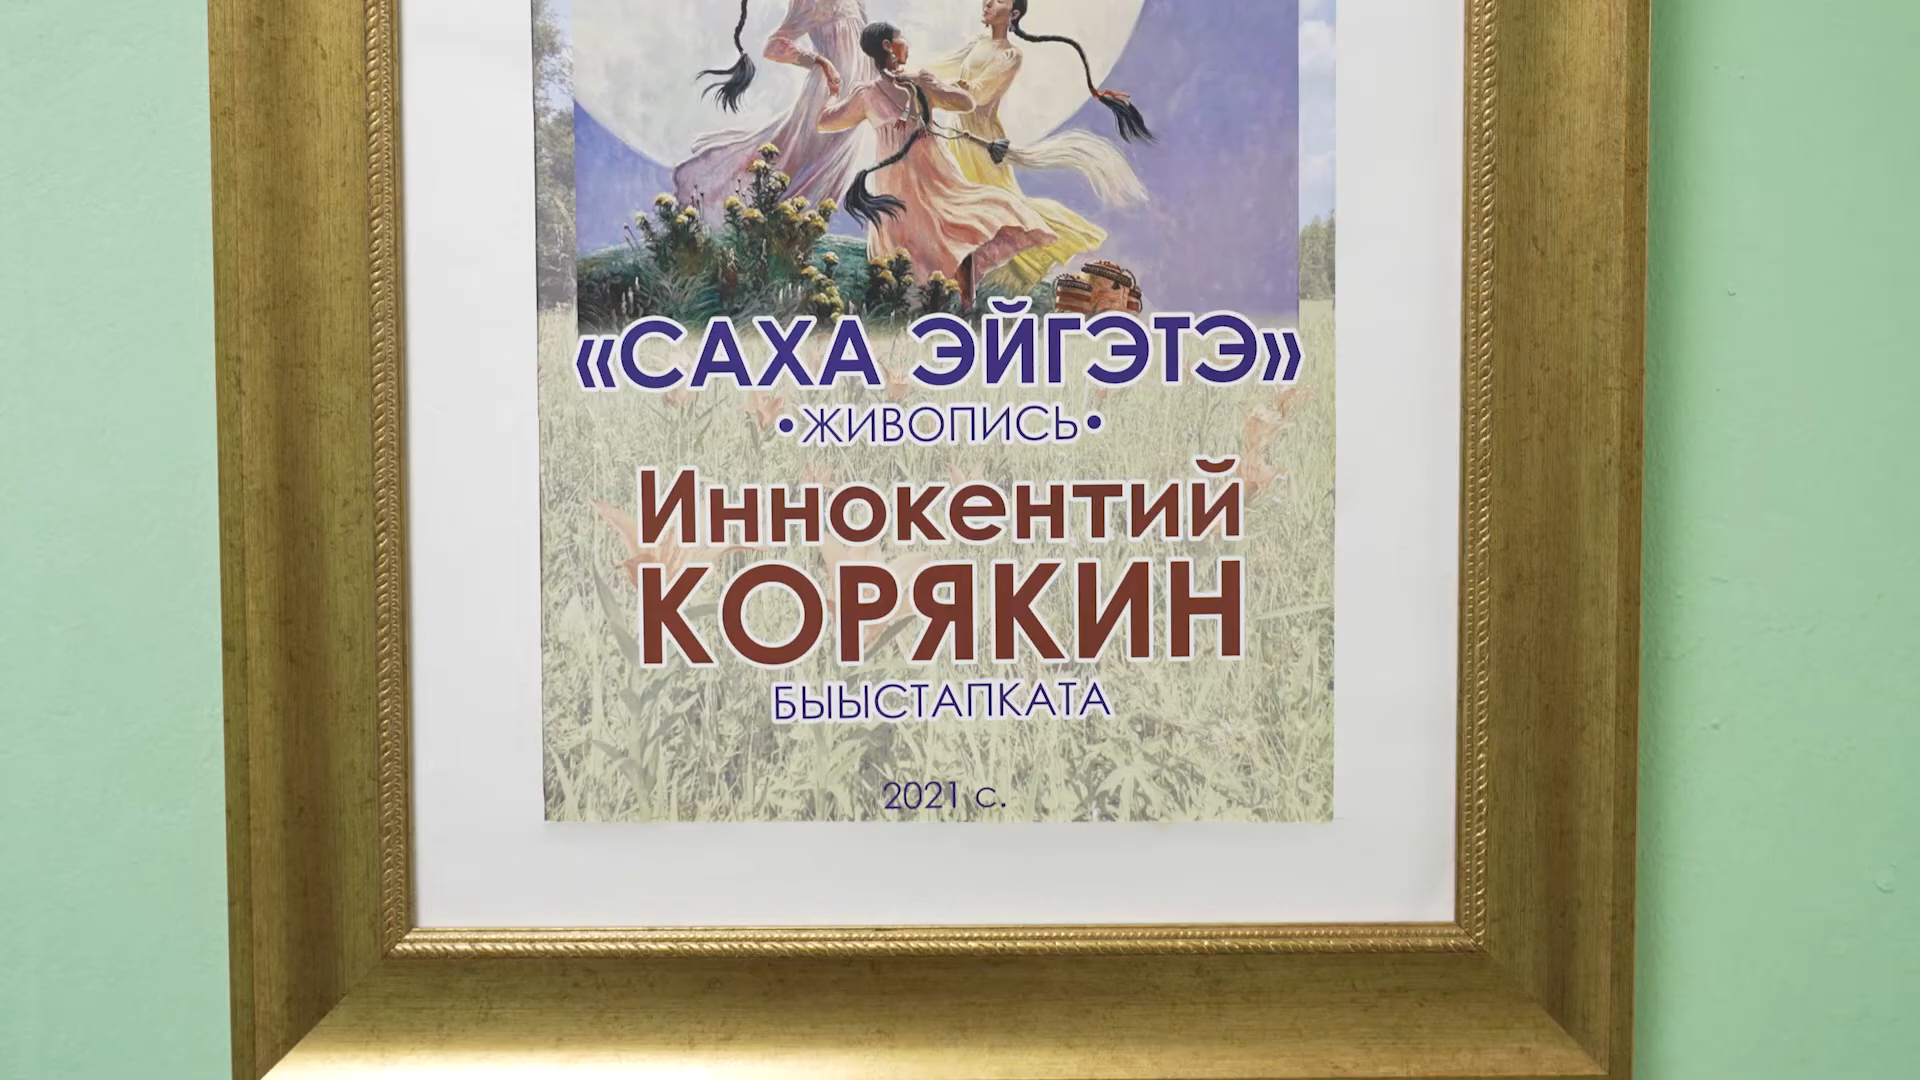 «САХА ЭЙГЭТЭ»
•ЖИВОПИСЬ•
Иннокентий
КОРЯКИН
БЫЫСТАПКАТА
2021 с.